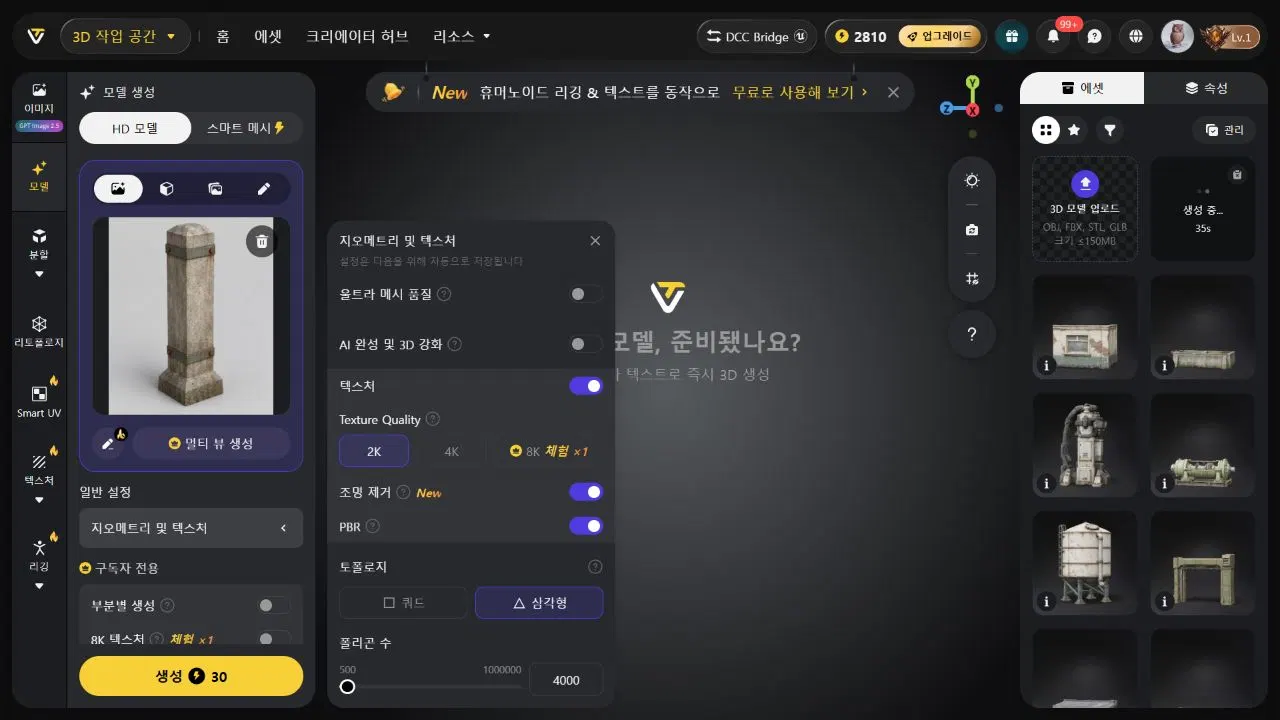 3D 작업 공간
홈
에셋
크리에이터 허브
리소스
DCC Bridge
2810
업그레이드
99+
Lv.1
이미지
GPT Image 2.5
모델
분할
리토폴로지
Smart UV
텍스처
리깅
모델 생성
HD 모델
스마트 메시
멀티 뷰 생성
일반 설정
지오메트리 및 텍스처
구독자 전용
부분별 생성
8K 텍스처 체험 ×1
생성 30
New 휴머노이드 리깅 & 텍스트를 동작으로 무료로 사용해 보기
Y
Z
X
지오메트리 및 텍스처
설정은 다음을 위해 자동으로 저장됩니다
울트라 메시 품질
AI 완성 및 3D 강화
텍스처
Texture Quality
2K
4K
8K 체험 ×1
조명 제거 New
PBR
토폴로지
쿼드
삼각형
폴리곤 수
500
1000000
4000
모델, 준비됐나요?
텍스트로 즉시 3D 생성
에셋
속성
관리
3D 모델 업로드
OBJ, FBX, STL, GLB
크기 ≤150MB
생성 중...
35s